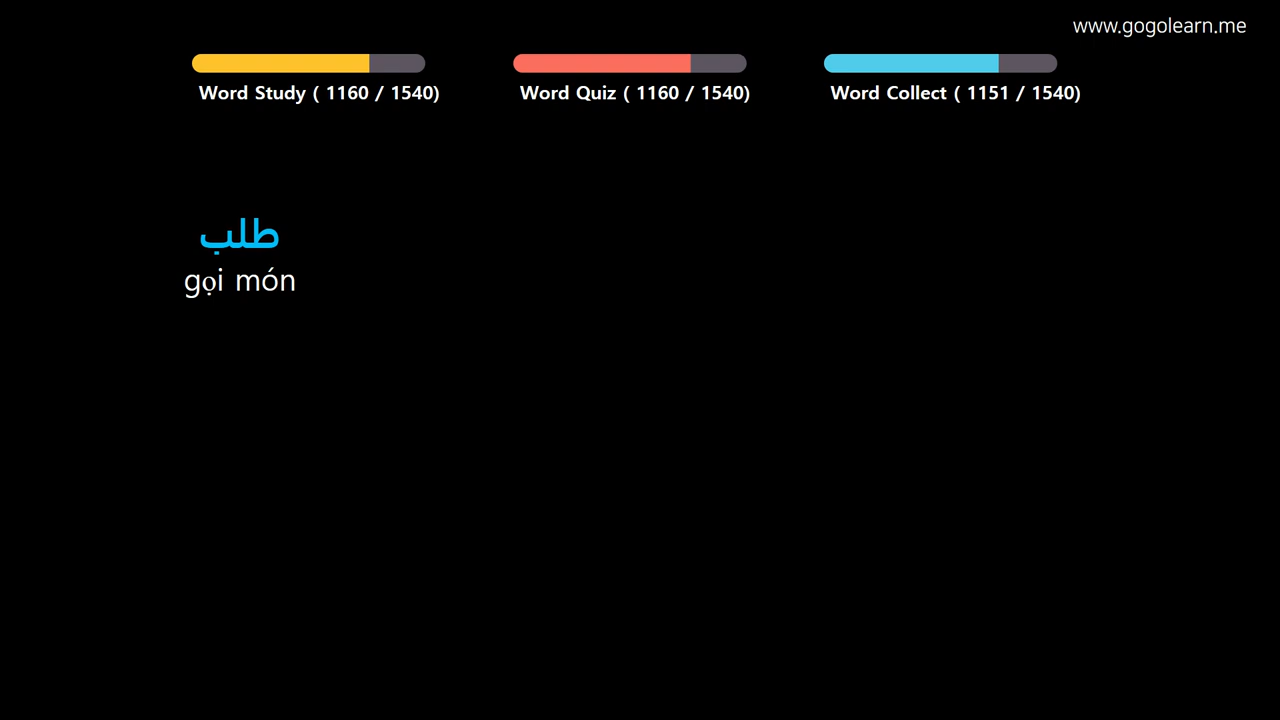 www.gogolearn.me
Word Study ( 1160 / 1540)
Word Quiz ( 1160 / 1540)
Word Collect ( 1151 / 1540)
طلب
gọi món